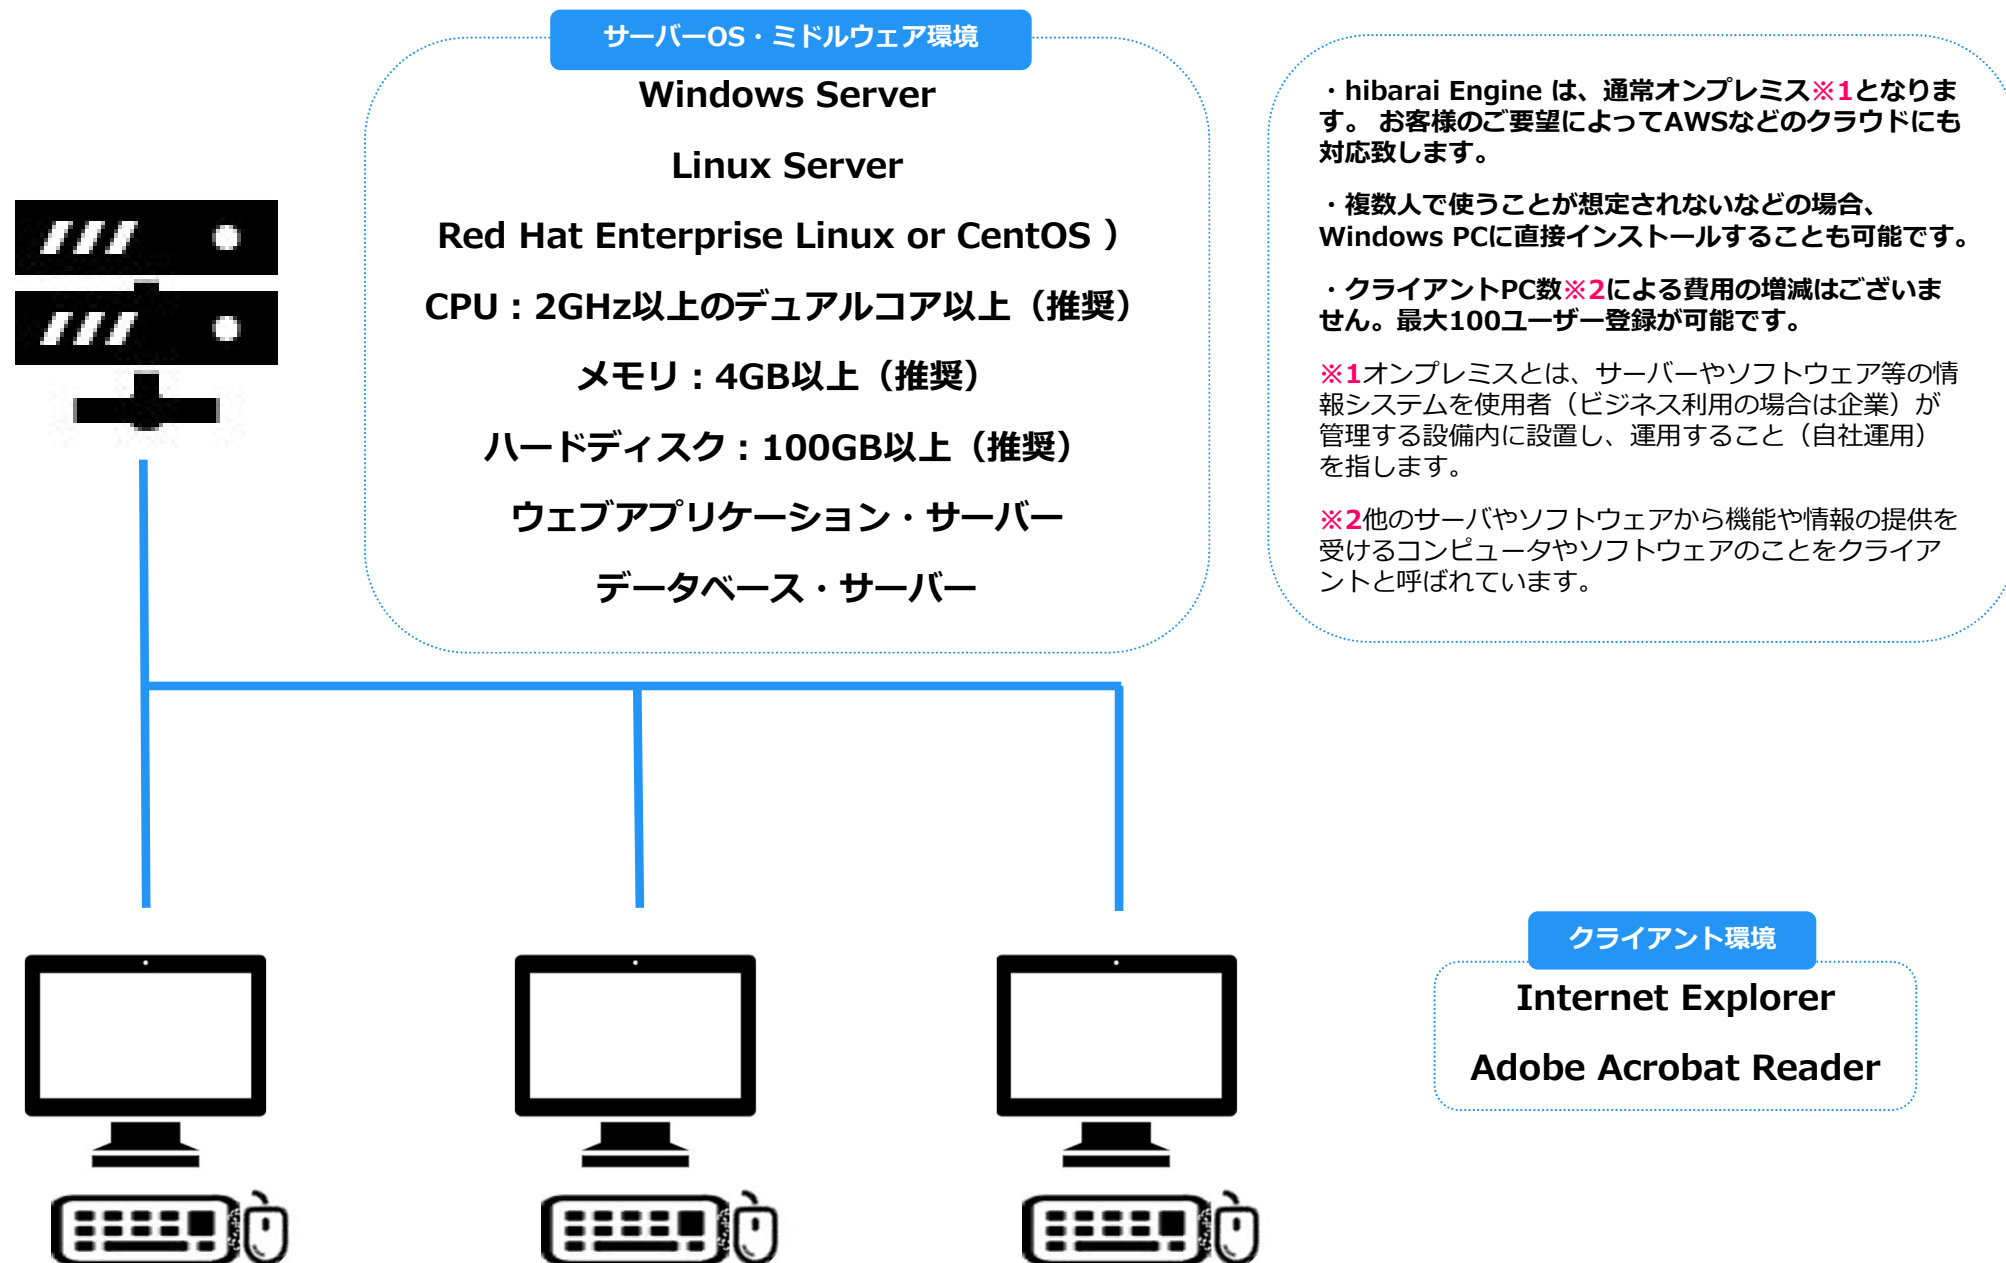 サーバーOS・ミドルウェア環境
Windows Server
Linux Server
Red Hat Enterprise Linux or CentOS ）
CPU：2GHz以上のデュアルコア以上（推奨）
メモリ：4GB以上（推奨）
ハードディスク：100GB以上（推奨）
ウェブアプリケーション・サーバー
データベース・サーバー
・hibarai Engine は、通常オンプレミス※1となりま
す。 お客様のご要望によってAWSなどのクラウドにも
対応致します。
・複数人で使うことが想定されないなどの場合、
Windows PCに直接インストールすることも可能です。
・クライアントPC数※2による費用の増減はございま
せん。最大100ユーザー登録が可能です。
※1オンプレミスとは、サーバーやソフトウェア等の情
報システムを使用者（ビジネス利用の場合は企業）が
管理する設備内に設置し、運用すること（自社運用）
を指します。
※2他のサーバやソフトウェアから機能や情報の提供を
受けるコンピュータやソフトウェアのことをクライア
ントと呼ばれています。
クライアント環境
Internet Explorer
Adobe Acrobat Reader